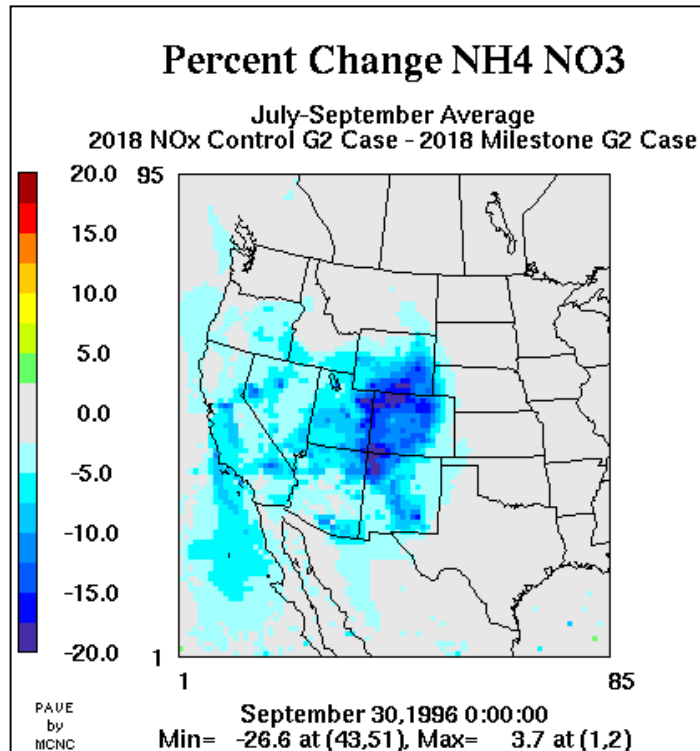 Percent Change NH4 NO3
July-September Average
2018 NOx Control G2 Case - 2018 Milestone G2 Case
20.0
15.0
10.0
5.0
0.0
-5.0
-10.0
-15.0
-20.0
95
1
1
85
PAVE
by
MCNC
September 30,1996 0:00:00
Min= -26.6 at (43,51), Max= 3.7 at (1,2)